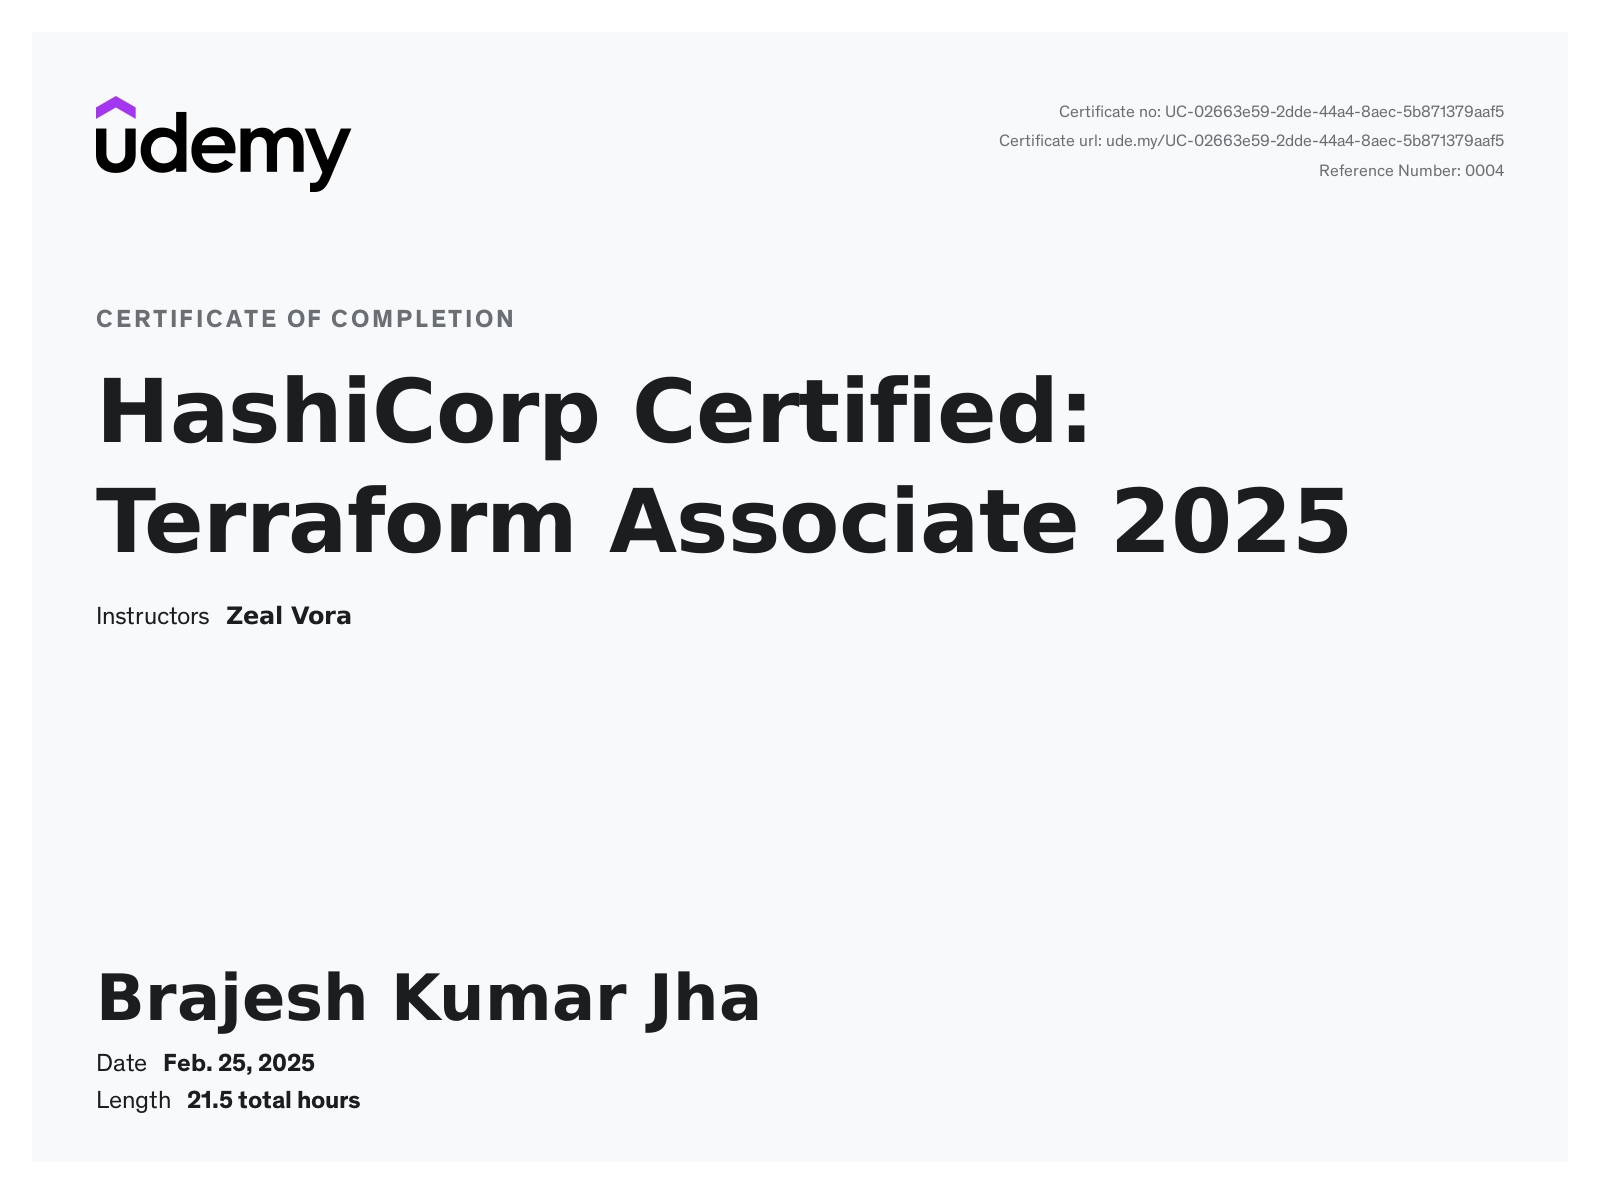 udemy
Certificate no: UC-02663e59-2dde-44a4-8aec-5b871379aaf5
Certificate url: ude.my/UC-02663e59-2dde-44a4-8aec-5b871379aaf5
Reference Number: 0004
CERTIFICATE OF COMPLETION
HashiCorp Certified:
Terraform Associate 2025
Instructors Zeal Vora
Brajesh Kumar Jha
Date Feb. 25, 2025
Length 21.5 total hours